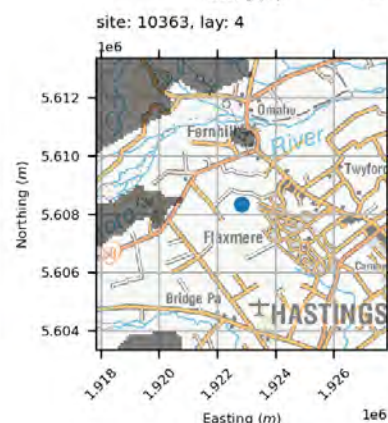 site: 10363, lay: 4
1e6
5.612
5.610
5.608
5.606
5.604
Northing (m)
Omahu
Fernhill
River
Twyford
Flaxmere
Bridge Pa
HASTINGS
1.918
1.920
1.922
1.924
1.926
1e6
Easting (m)